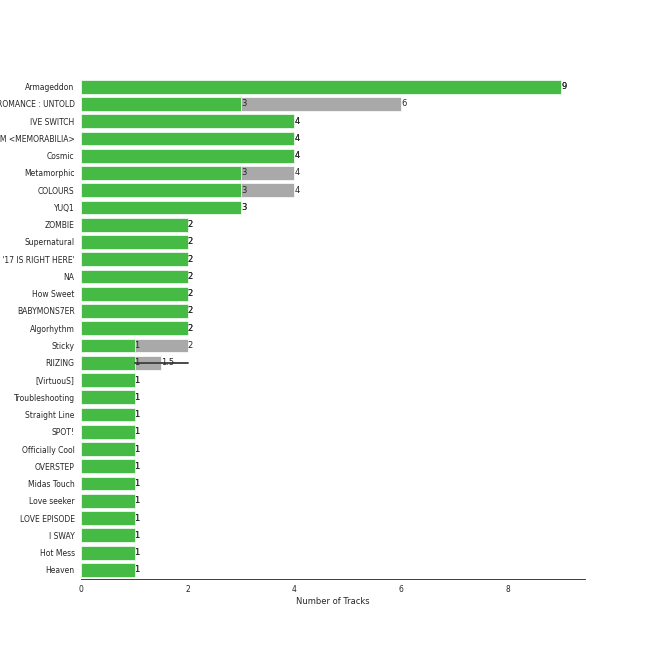 Armageddon 9
ROMANCE : UNTOLD 3 6
IVE SWITCH 4
M <MEMORABILIA> 4
Cosmic 4
Metamorphic 3 4
COLOURS 3 4
YUQ1 3
ZOMBIE 2
Supernatural 2
'17 IS RIGHT HERE' 2
NA 2
How Sweet 2
BABYMONS7ER 2
Algorhythm 2
Sticky 1 2
RIIZING 1 1.5
[VirtuouS] 1
Troubleshooting 1
Straight Line 1
SPOT! 1
Officially Cool 1
OVERSTEP 1
Midas Touch 1
Love seeker 1
LOVE EPISODE 1
I SWAY 1
Hot Mess 1
Heaven 1
0 2 4 6 8
Number of Tracks